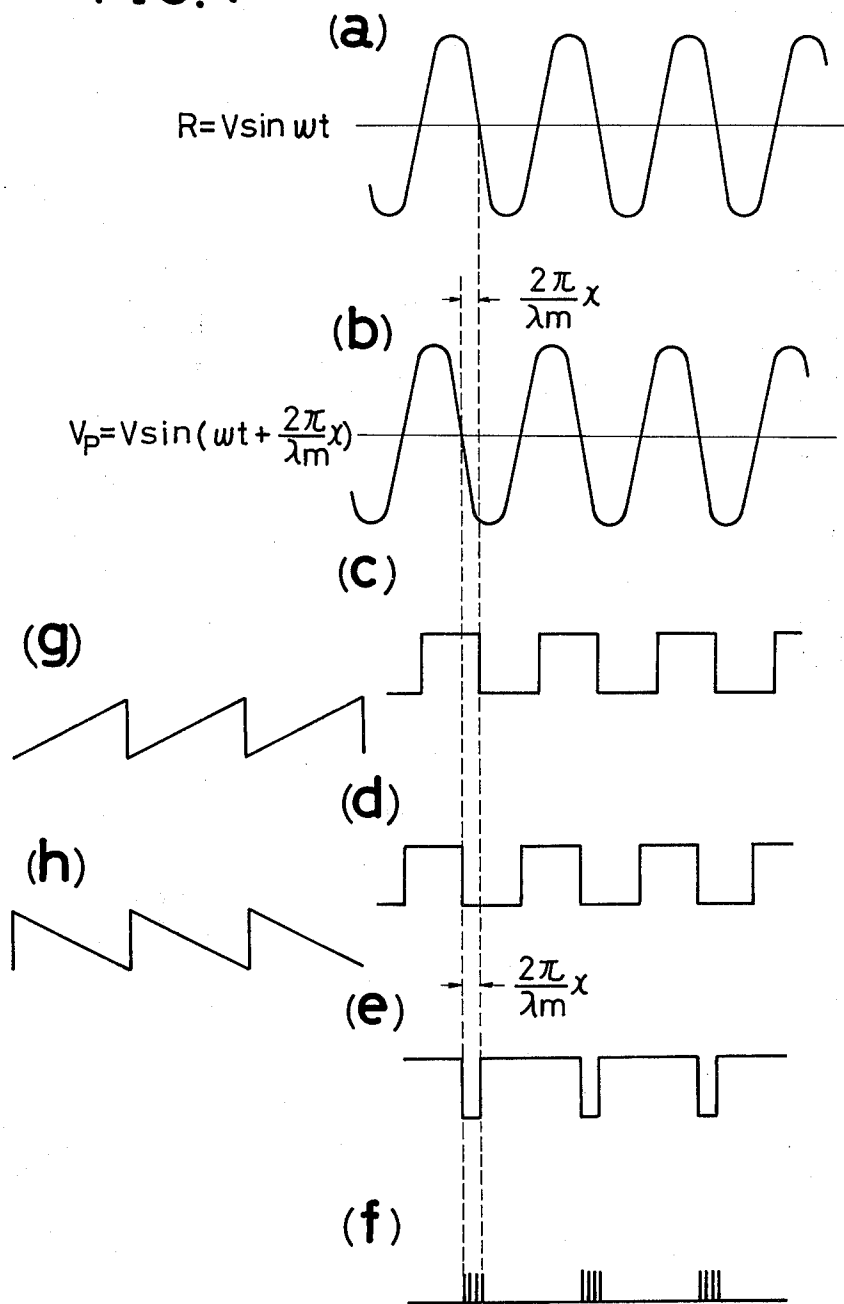 (a)
R=Vsin ωt
2π/λm x
(b)
Vp=Vsin(ωt+2π/λm x)
(c)
(g)
(d)
(h)
2π/λm x
(e)
(f)